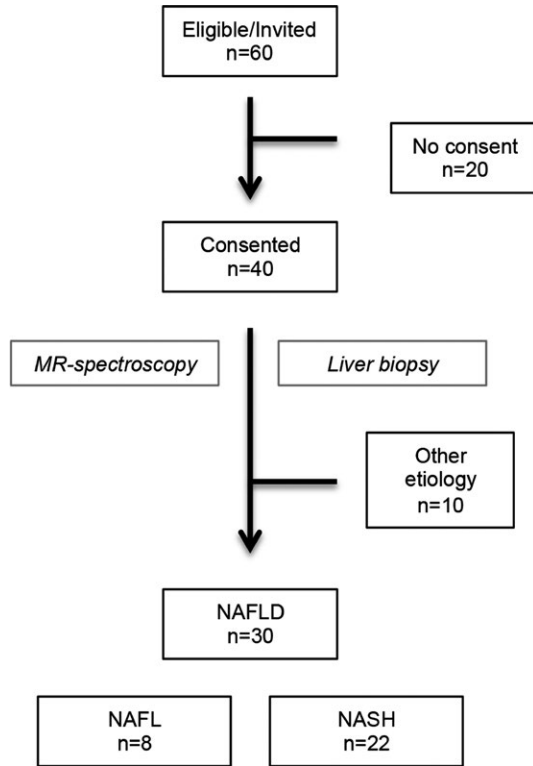 Eligible/Invited
n=60
No consent
n=20
Consented
n=40
MR-spectroscopy
Liver biopsy
Other
etiology
n=10
NAFLD
n=30
NAFL
n=8
NASH
n=22